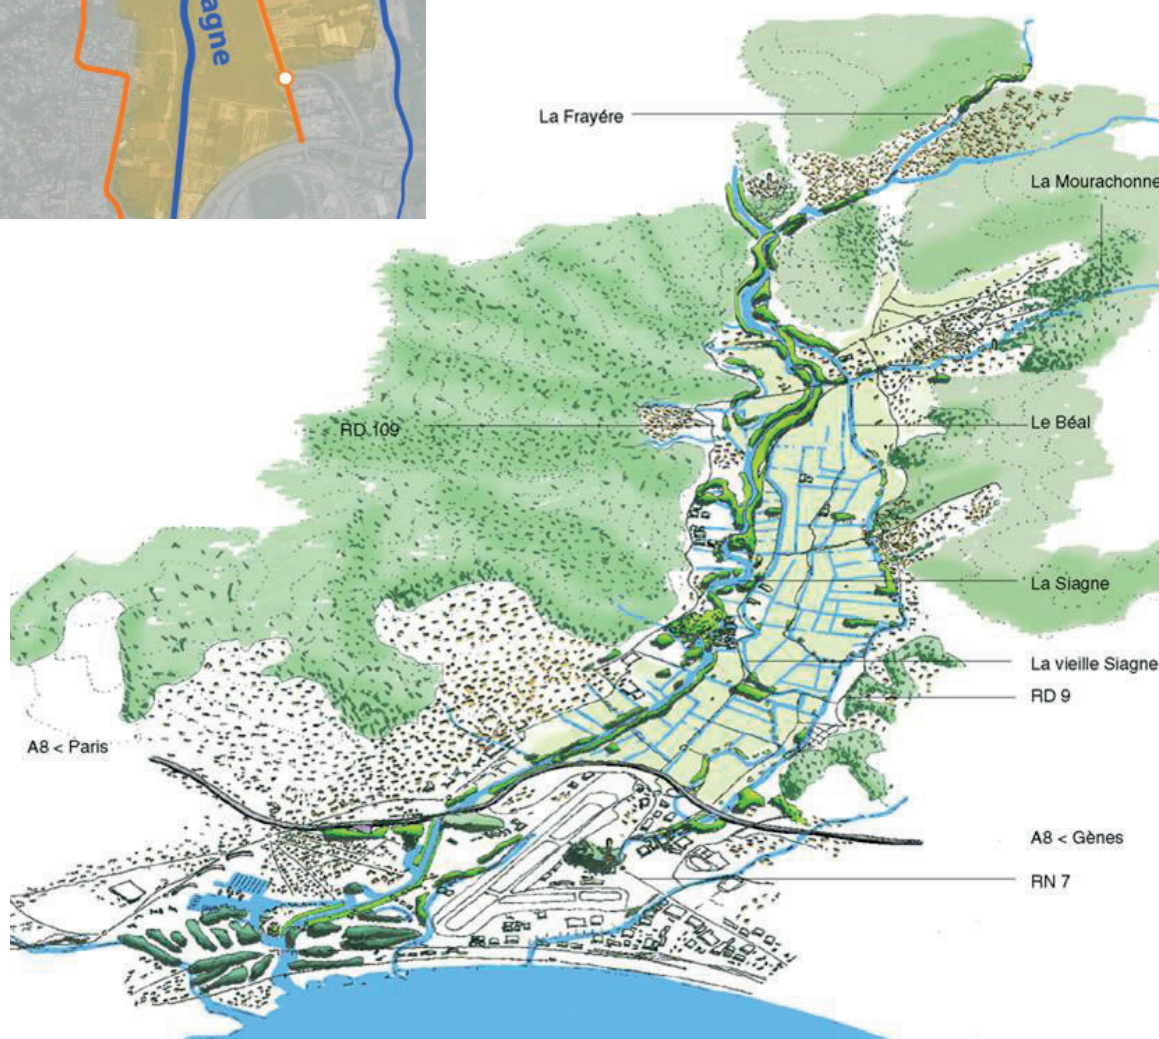 agne
La Frayére
La Mourachonne
RD 109
Le Béal
La Siagne
La vieille Siagne
RD 9
A8 < Paris
A8 < Gènes
RN 7